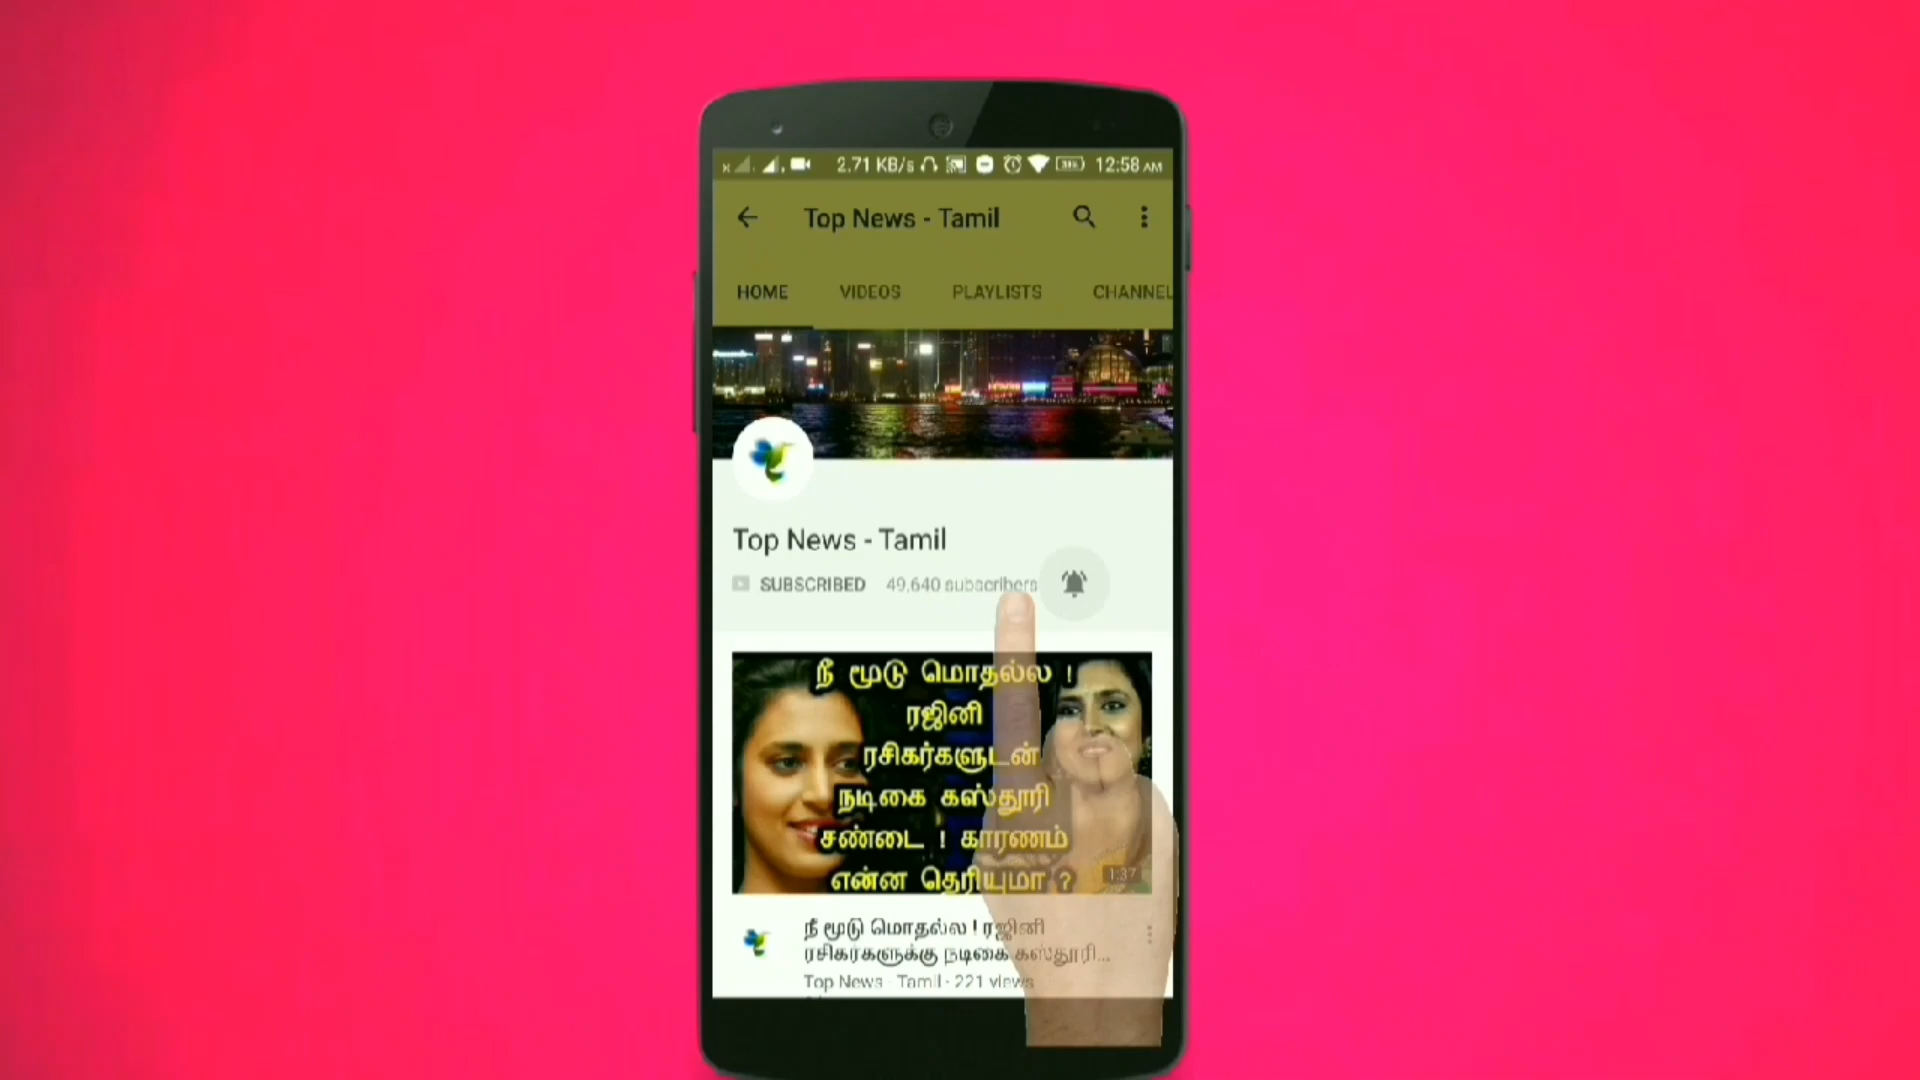 2.71 KB/s 12:58 AM
Top News - Tamil
HOME VIDEOS PLAYLISTS CHANNEL
Top News - Tamil
SUBSCRIBED 49,640 subscribers
நீ மூடு மொதல்ல !
ரஜினி
ரசிகர்களுடன்
நடிகை கஸ்தூரி
சண்டை ! காரணம்
என்ன தெரியுமா ?
1:37
நீ மூடு மொதல்ல ! ரஜினி
ரசிகர்களுக்கு நடிகை கஸ்தூரி...
Top News - Tamil · 221 views